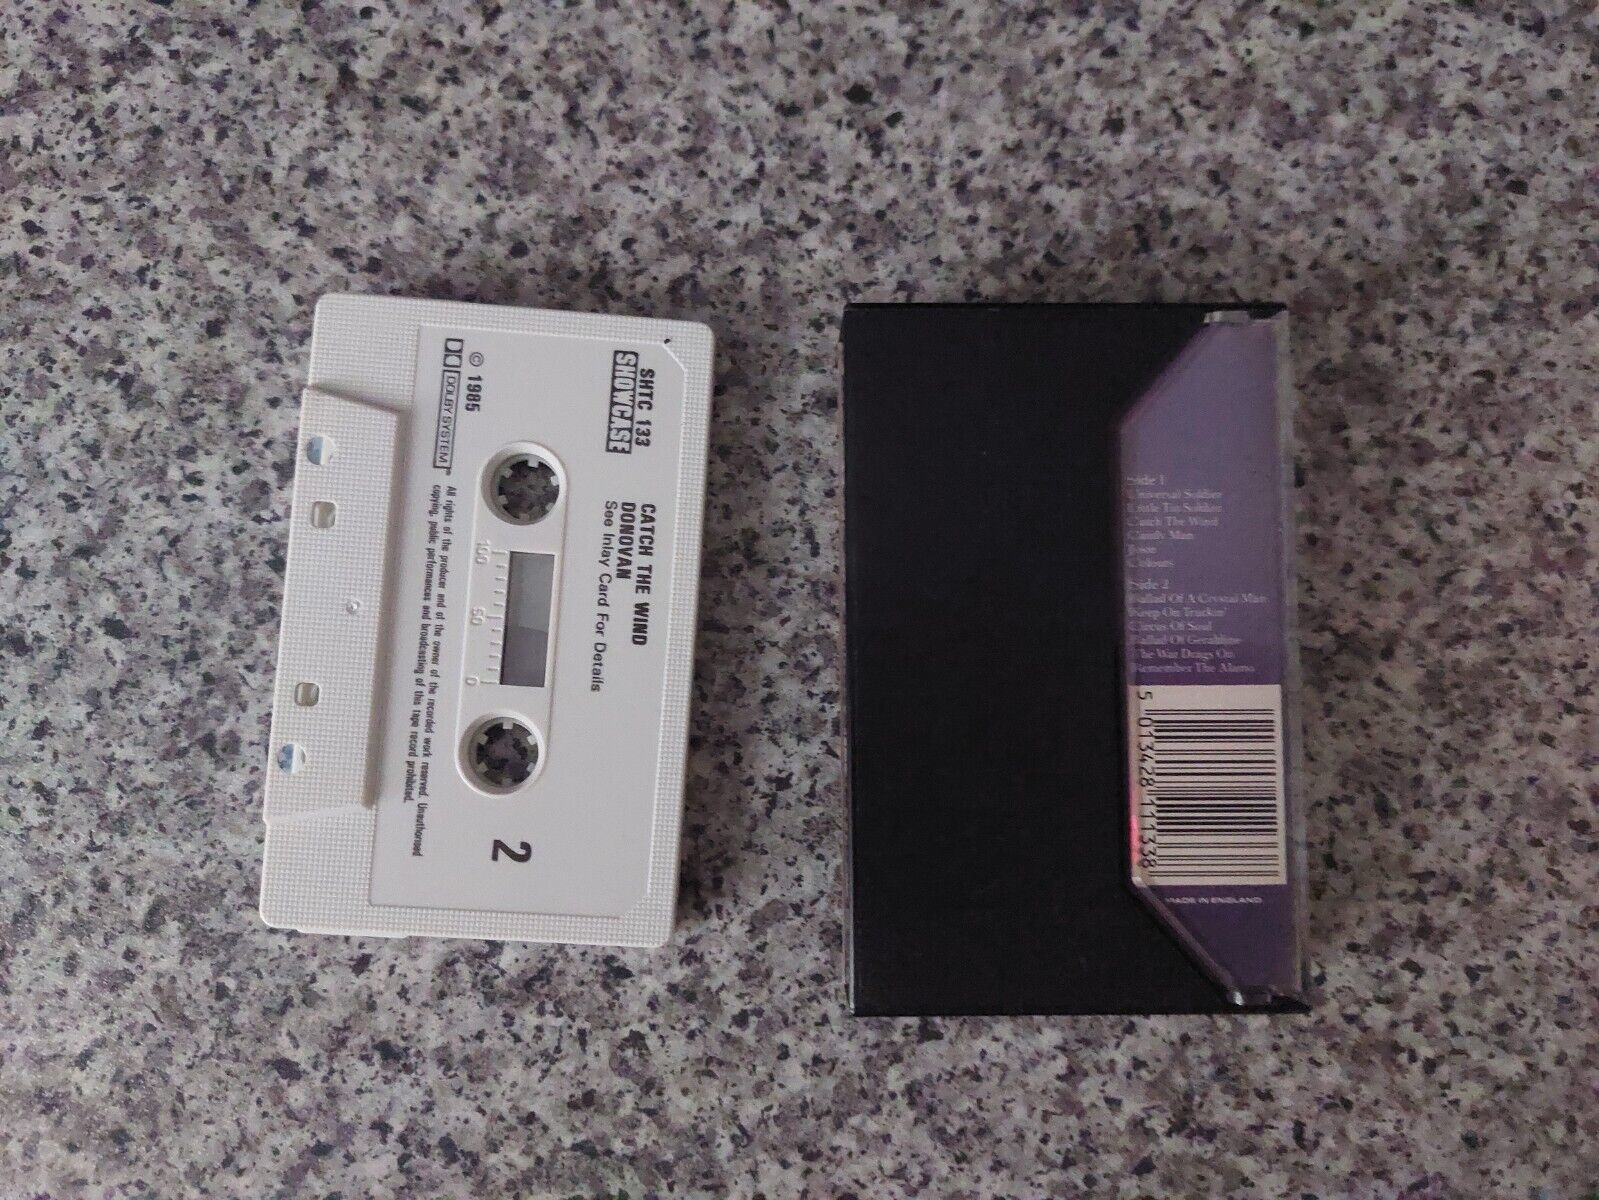 SHTC 133
SHOWCASE
CATCH THE WIND
DONOVAN
See Inlay Card For Details
100 50 0
2
© 1985
DOLBY SYSTEM
All rights of the producer and of the owner of the recorded work reserved. Unauthorised
copying, public performances and broadcasting of this tape record prohibited.
Side 1
Universal Soldier
Little Tin Soldier
Catch The Wind
Candy Man
Josie
Colours
Side 2
Ballad Of A Crystal Man
Keep On Truckin'
Circus Of Soul
Ballad Of Geraldine
The War Drags On
Remember The Alamo
5 013428 111338
MADE IN ENGLAND